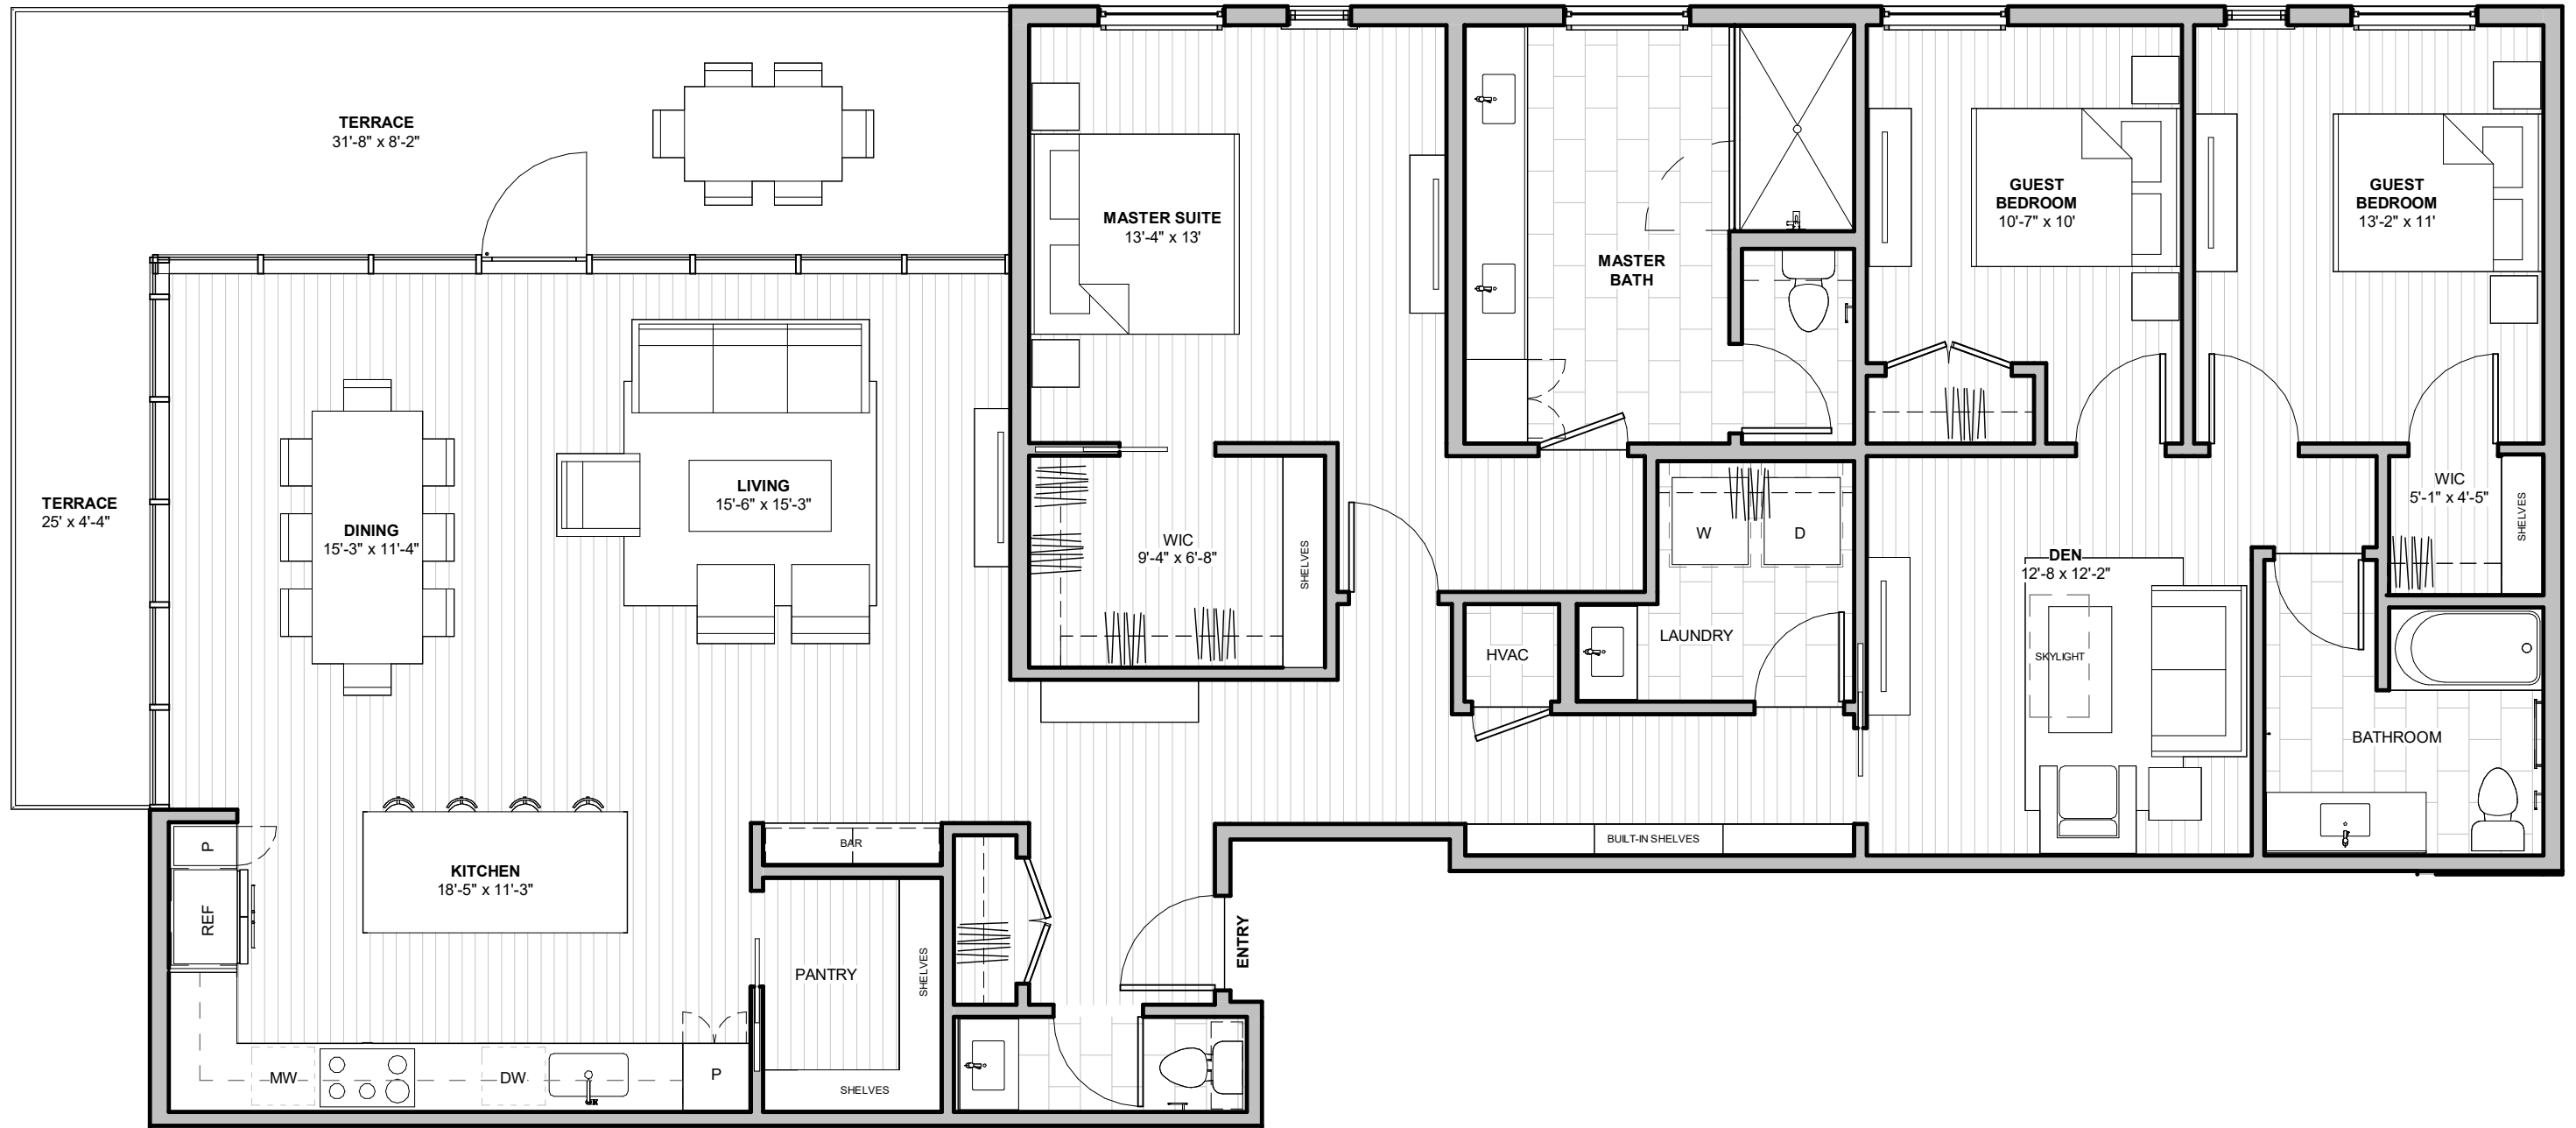 TERRACE
31'-8" x 8'-2"
MASTER SUITE
13'-4" x 13'
MASTER
BATH
GUEST
BEDROOM
10'-7" x 10'
GUEST
BEDROOM
13'-2" x 11'
TERRACE
25' x 4'-4"
DINING
15'-3" x 11'-4"
LIVING
15'-6" x 15'-3"
WIC
9'-4" x 6'-8"
SHELVES
W
D
LAUNDRY
HVAC
DEN
12'-8 x 12'-2"
SKYLIGHT
WIC
5'-1" x 4'-5"
SHELVES
BATHROOM
BUILT-IN SHELVES
P
REF
KITCHEN
18'-5" x 11'-3"
BAR
PANTRY
SHELVES
SHELVES
ENTRY
MW
DW
P